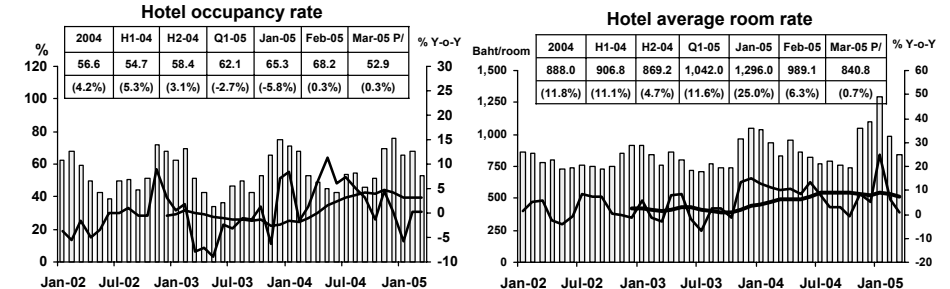 Hotel occupancy rate
2004 H1-04 H2-04 Q1-05 Jan-05 Feb-05 Mar-05 P/
56.6 54.7 58.4 62.1 65.3 68.2 52.9
(4.2%) (5.3%) (3.1%) (-2.7%) (-5.8%) (0.3%) (0.3%)
%
% Y-o-Y
120
100
80
60
40
20
0
30
25
20
15
10
5
0
-5
-10
Jan-02 Jul-02 Jan-03 Jul-03 Jan-04 Jul-04 Jan-05
Hotel average room rate
2004 H1-04 H2-04 Q1-05 Jan-05 Feb-05 Mar-05 P/
888.0 906.8 869.2 1,042.0 1,296.0 989.1 840.8
(11.8%) (11.1%) (4.7%) (11.6%) (25.0%) (6.3%) (0.7%)
Baht/room
% Y-o-Y
1,500
1,250
1,000
750
500
250
0
60
50
40
30
20
10
0
-10
-20
Jan-02 Jul-02 Jan-03 Jul-03 Jan-04 Jul-04 Jan-05